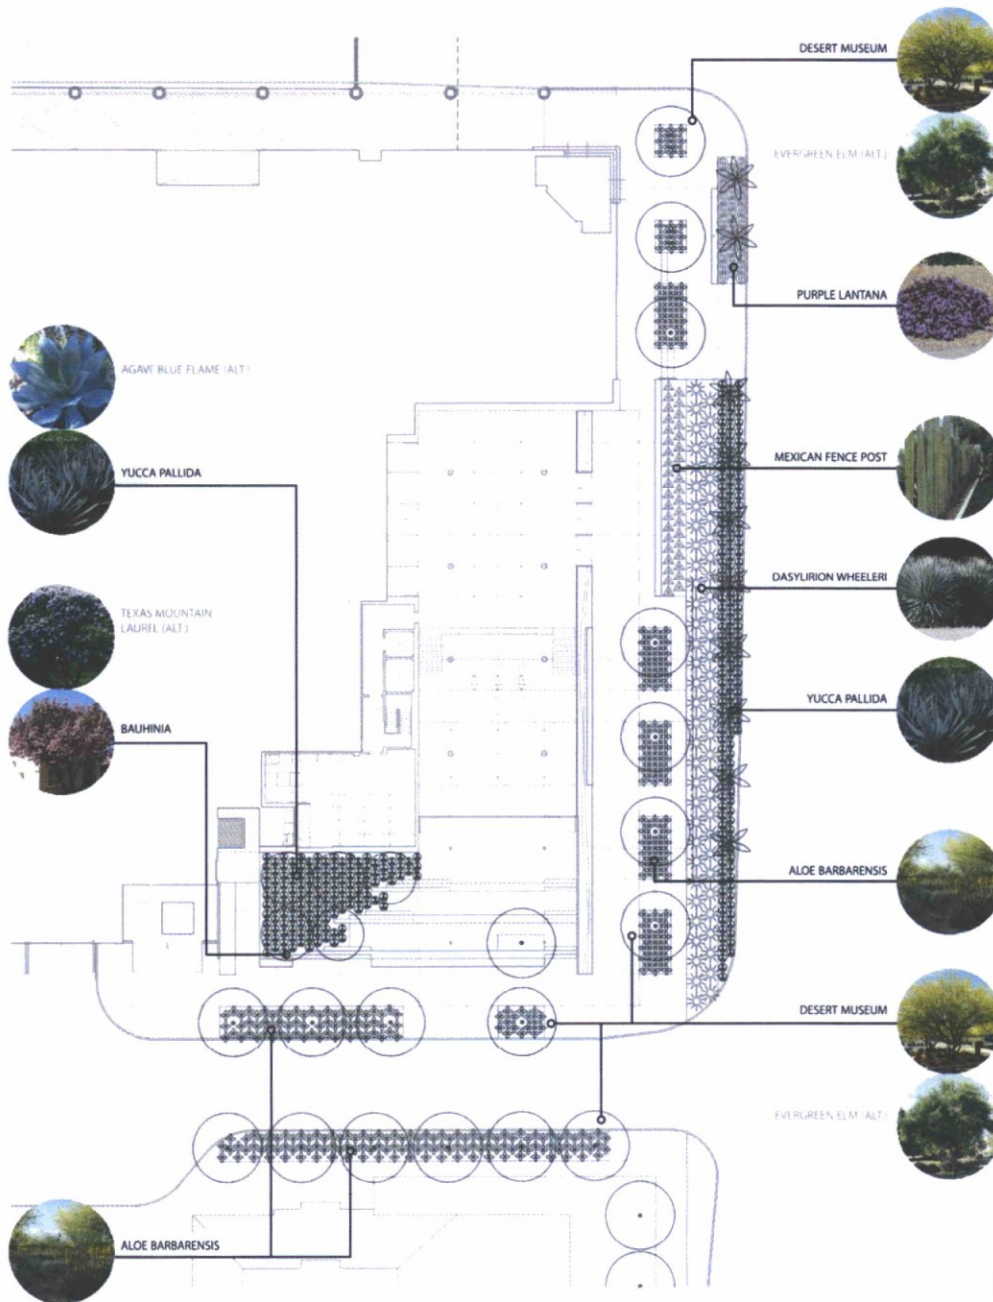 DESERT MUSEUM
EVERGREEN ELM (ALT.)
PURPLE LANTANA
AGAVE BLUE FLAME (ALT.)
YUCCA PALLIDA
MEXICAN FENCE POST
DASYLIRION WHEELERI
TEXAS MOUNTAIN
LAUREL (ALT.)
YUCCA PALLIDA
BAUHINIA
ALOE BARBARENSIS
DESERT MUSEUM
EVERGREEN ELM (ALT.)
ALOE BARBARENSIS